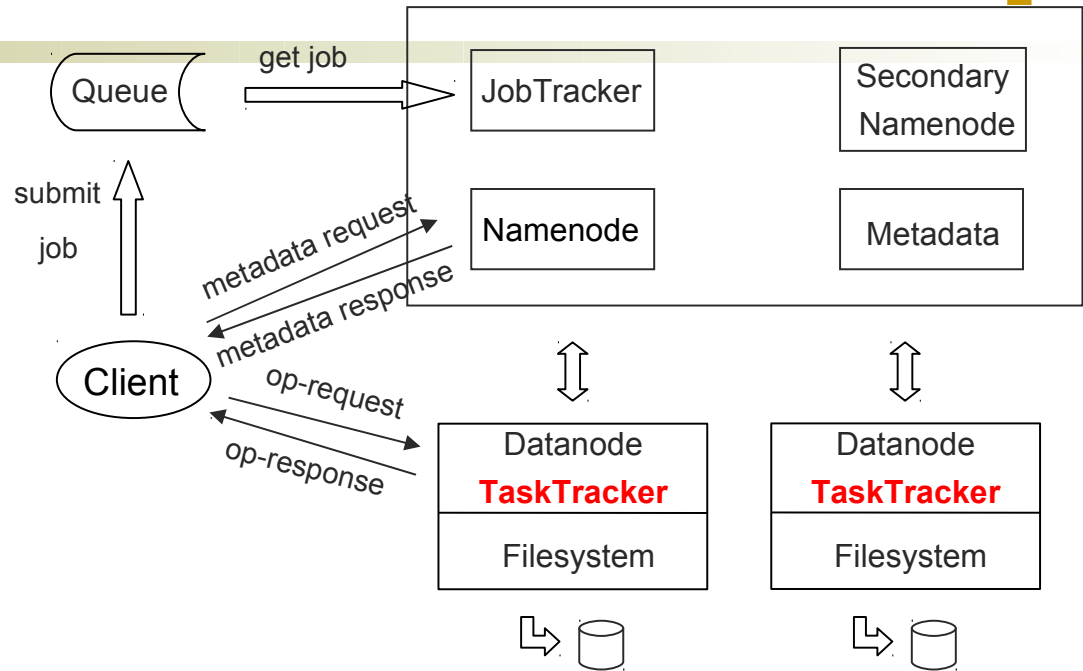 get job
Queue
JobTracker
Secondary
Namenode
submit
job
metadata request
Namenode
Metadata
metadata response
Client
op-request
op-response
Datanode
TaskTracker
Filesystem
Datanode
TaskTracker
Filesystem